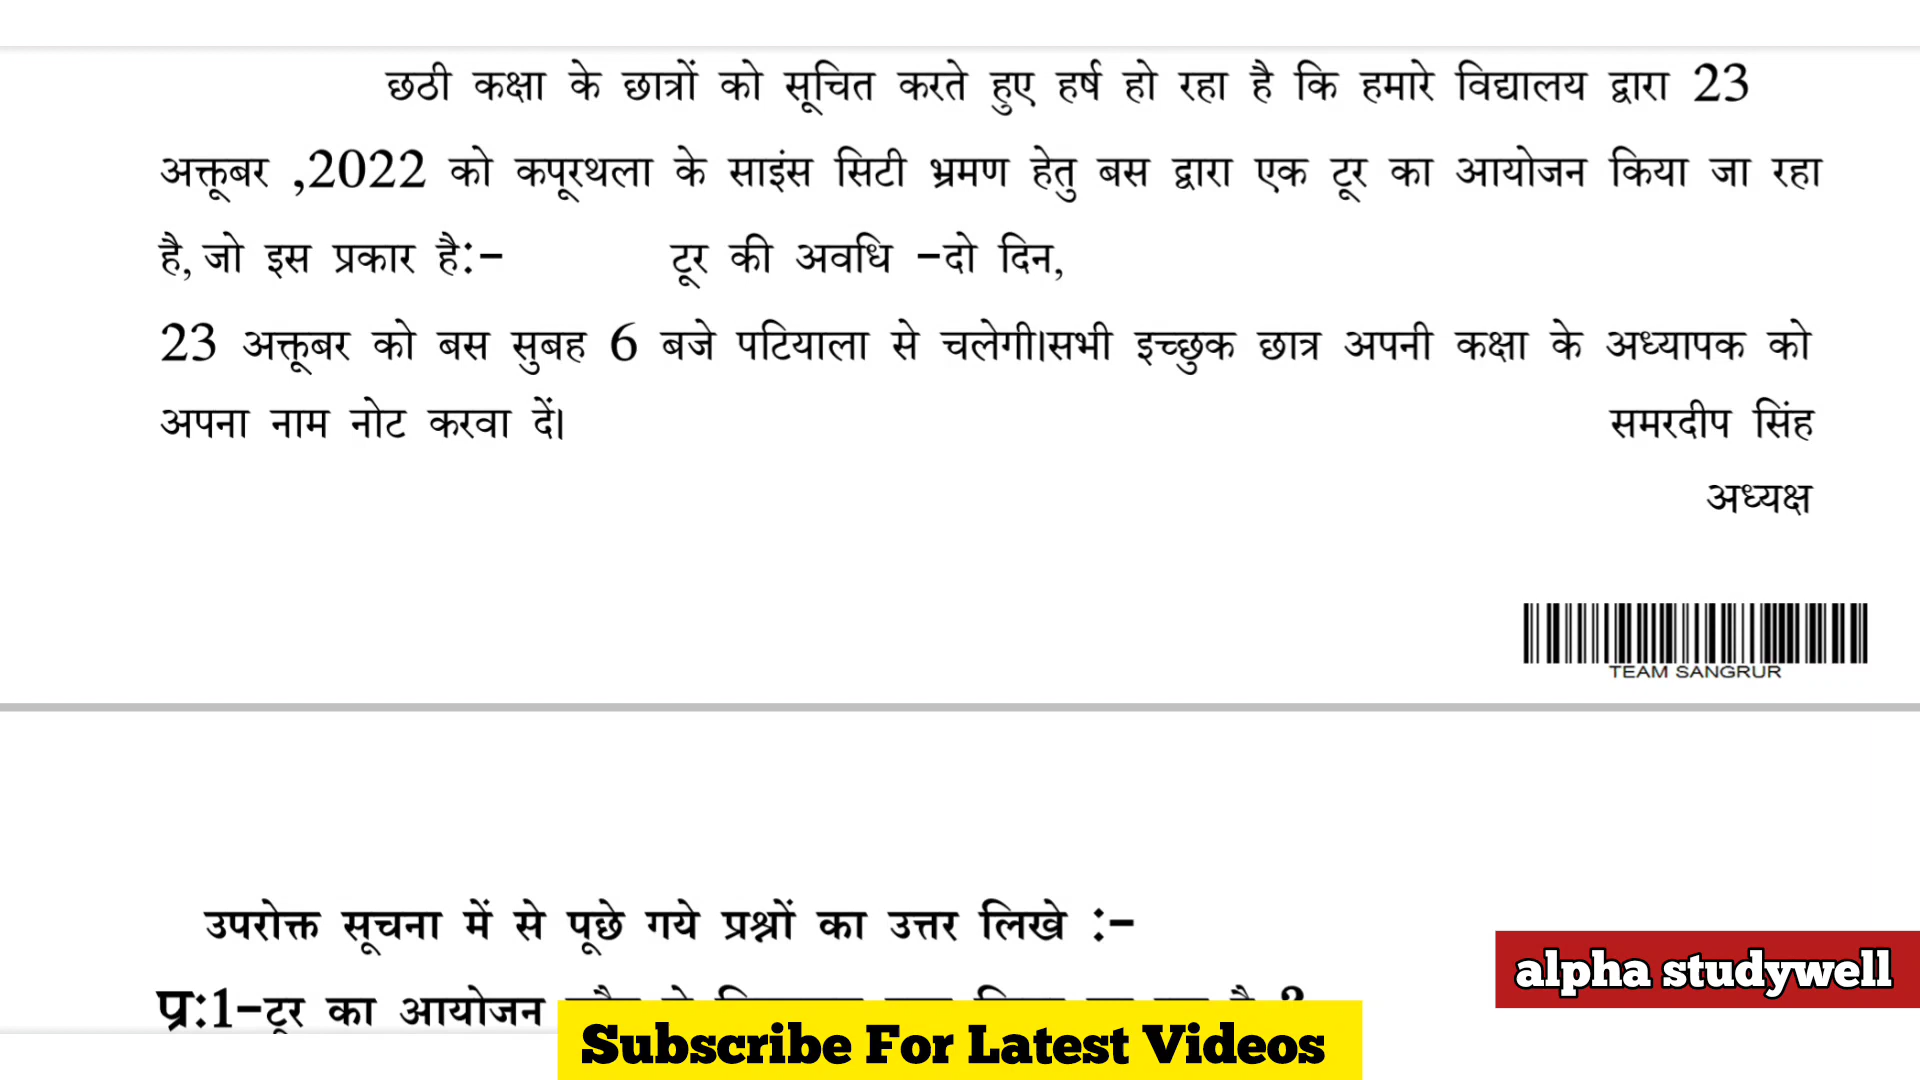 छठी कक्षा के छात्रों को सूचित करते हुए हर्ष हो रहा है कि हमारे विद्यालय द्वारा 23
अक्तूबर ,2022 को कपूरथला के साइंस सिटी भ्रमण हेतु बस द्वारा एक टूर का आयोजन किया जा रहा
है, जो इस प्रकार है:- टूर की अवधि -दो दिन,
23 अक्तूबर को बस सुबह 6 बजे पटियाला से चलेगी।सभी इच्छुक छात्र अपनी कक्षा के अध्यापक को
अपना नाम नोट करवा दें। समरदीप सिंह
अध्यक्ष
TEAM SANGRUR
उपरोक्त सूचना में से पूछे गये प्रश्नों का उत्तर लिखे :-
alpha studywell
प्र:1-टूर का आयोजन
Subscribe For Latest Videos